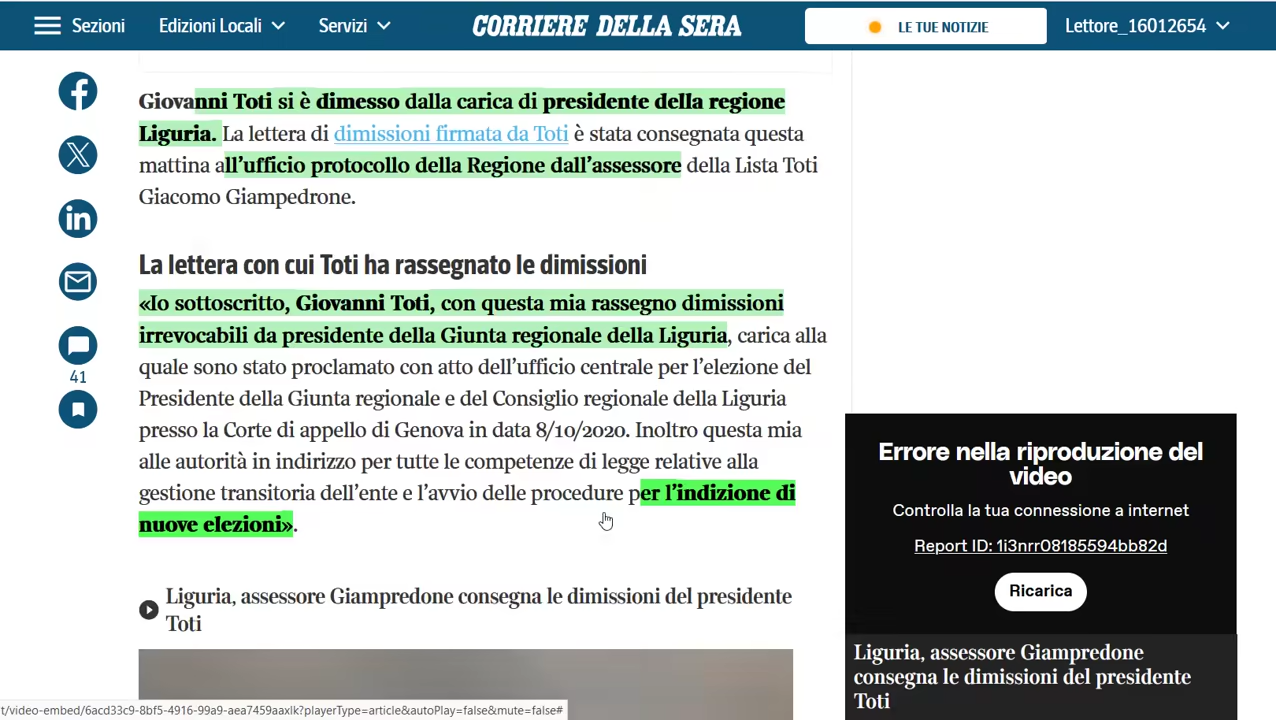 Sezioni
Edizioni Locali
Servizi
CORRIERE DELLA SERA
LE TUE NOTIZIE
Lettore_16012654
Giovanni Toti si è dimesso dalla carica di presidente della regione
Liguria. La lettera di dimissioni firmata da Toti è stata consegnata questa
mattina all’ufficio protocollo della Regione dall’assessore della Lista Toti
Giacomo Giampedrone.
La lettera con cui Toti ha rassegnato le dimissioni
«Io sottoscritto, Giovanni Toti, con questa mia rassegno dimissioni
irrevocabili da presidente della Giunta regionale della Liguria, carica alla
quale sono stato proclamato con atto dell’ufficio centrale per l’elezione del
Presidente della Giunta regionale e del Consiglio regionale della Liguria
presso la Corte di appello di Genova in data 8/10/2020. Inoltro questa mia
alle autorità in indirizzo per tutte le competenze di legge relative alla
gestione transitoria dell’ente e l’avvio delle procedure per l’indizione di
nuove elezioni».
41
Liguria, assessore Giampredone consegna le dimissioni del presidente
Toti
Errore nella riproduzione del
video
Controlla la tua connessione a internet
Report ID: 1i3nrr08185594bb82d
Ricarica
Liguria, assessore Giampredone
consegna le dimissioni del presidente
Toti
t/video-embed/6acd33c9-8bf5-4916-99a9-aea7459aaxlk?playerType=article&autoPlay=false&mute=false#